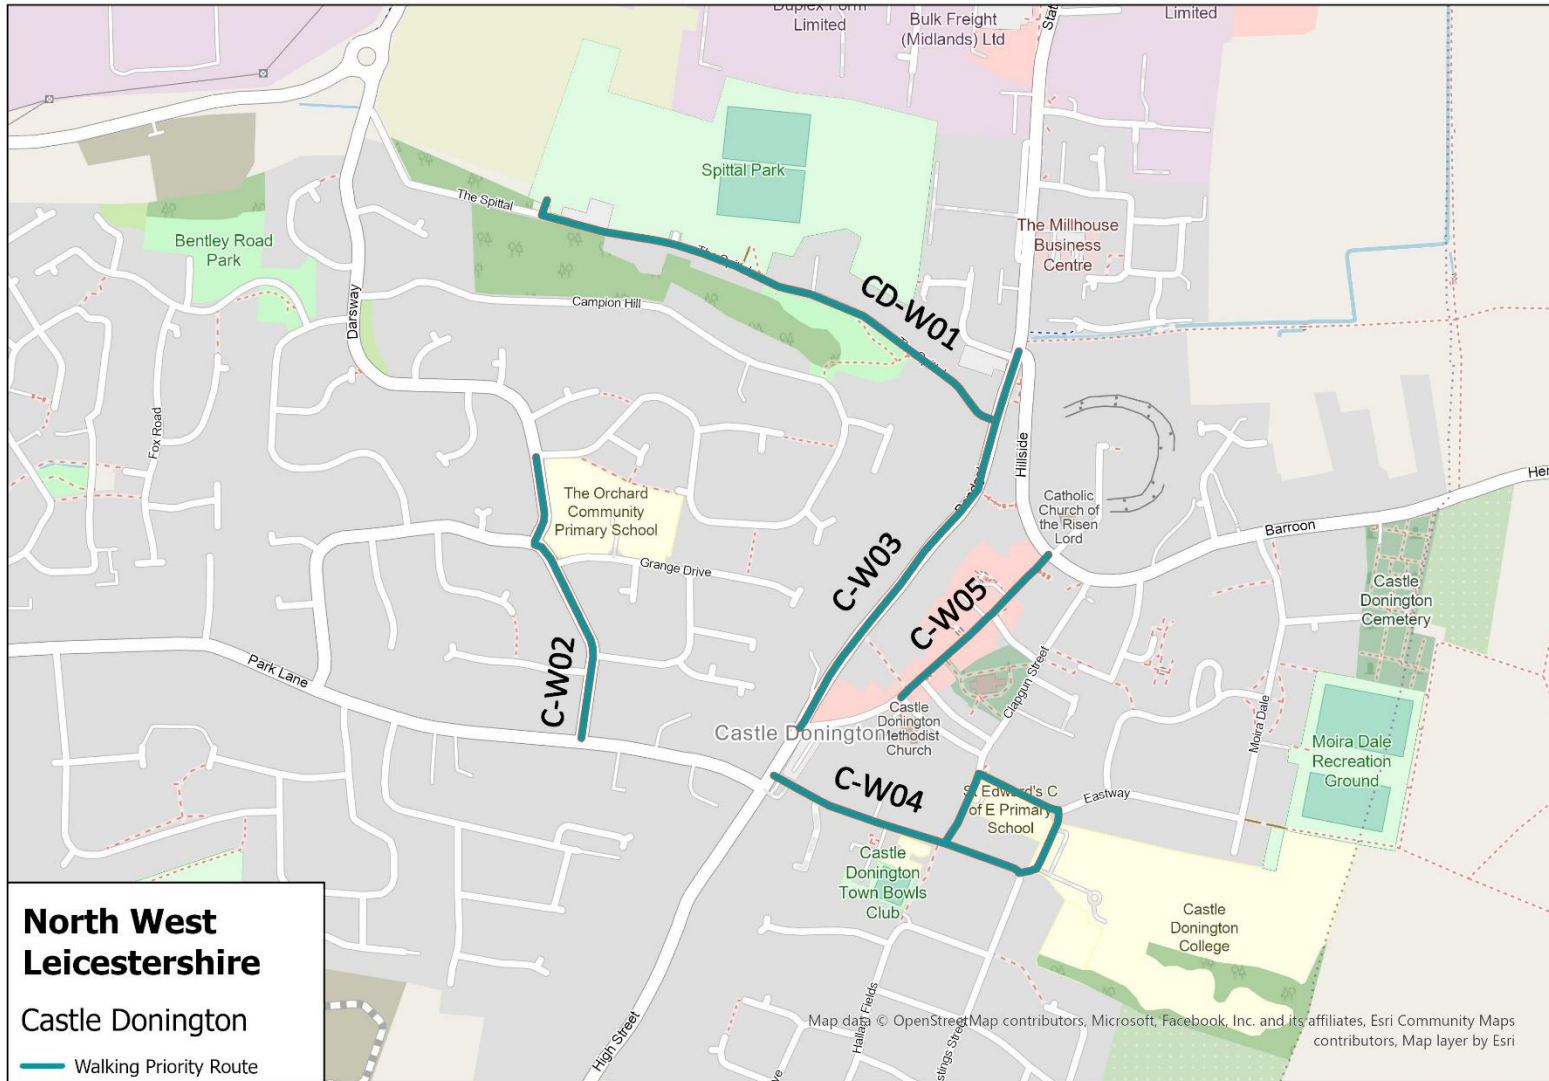 Duplex Form
Limited
Bulk Freight
(Midlands) Ltd
Limited
Spittal Park
The Spittal
Bentley Road
Park
The Millhouse
Business
Centre
The Spittal
CD-W01
Campion Hill
Darsway
The Spittal
Fox Road
Hillside
The Orchard
Community
Primary School
Catholic
Church of
the Risen
Lord
Barroon
Grange Drive
C-W03
C-W05
Castle
Donington
Cemetery
C-W02
Park Lane
Clapgun Street
Moira Dale
Castle Donington
Castle
Donington
Methodist
Church
Moira Dale
Recreation
Ground
C-W04
St Edward's C
of E Primary
School
Eastway
Castle
Donington
Town Bowls
Club
Castle
Donington
College
High Street
Hallam Fields
North West
Leicestershire
Castle Donington
Walking Priority Route
Map data © OpenStreetMap contributors, Microsoft, Facebook, Inc. and its affiliates, Esri Community Maps
contributors, Map layer by Esri